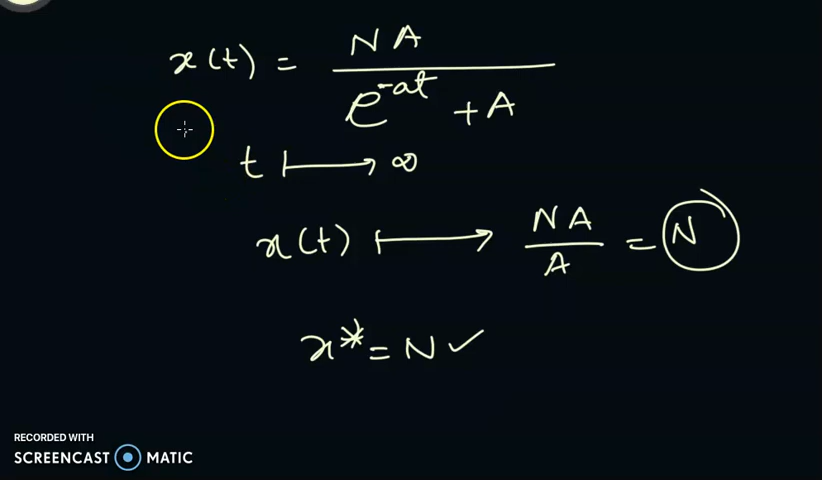 x(t) = NA / (e^-at + A)
t ⟼ ∞
x(t) ⟼ NA / A = N
x* = N ✓
RECORDED WITH
SCREENCAST MATIC